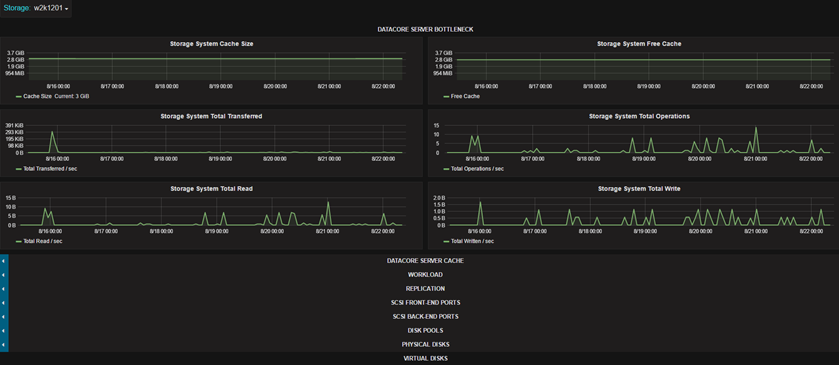 Storage: w2k1201
DATACORE SERVER BOTTLENECK
Storage System Cache Size
3.7 GiB
2.8 GiB
1.9 GiB
954 MiB
8/16 00:00 8/17 00:00 8/18 00:00 8/19 00:00 8/20 00:00 8/21 00:00 8/22 00:00
Cache Size Current: 3 GiB
Storage System Free Cache
3.7 GiB
2.8 GiB
1.9 GiB
954 MiB
8/16 00:00 8/17 00:00 8/18 00:00 8/19 00:00 8/20 00:00 8/21 00:00 8/22 00:00
Free Cache
Storage System Total Transferred
391 KiB
293 KiB
195 KiB
98 KiB
0 B
8/16 00:00 8/17 00:00 8/18 00:00 8/19 00:00 8/20 00:00 8/21 00:00 8/22 00:00
Total Transferred / sec
Storage System Total Operations
15
10
5
0
8/16 00:00 8/17 00:00 8/18 00:00 8/19 00:00 8/20 00:00 8/21 00:00 8/22 00:00
Total Operations / sec
Storage System Total Read
15 B
10 B
5 B
0 B
8/16 00:00 8/17 00:00 8/18 00:00 8/19 00:00 8/20 00:00 8/21 00:00 8/22 00:00
Total Read / sec
Storage System Total Write
2.0 B
1.5 B
1.0 B
0.5 B
0 B
8/16 00:00 8/17 00:00 8/18 00:00 8/19 00:00 8/20 00:00 8/21 00:00 8/22 00:00
Total Written / sec
DATACORE SERVER CACHE
WORKLOAD
REPLICATION
SCSI FRONT-END PORTS
SCSI BACK-END PORTS
DISK POOLS
PHYSICAL DISKS
VIRTUAL DISKS